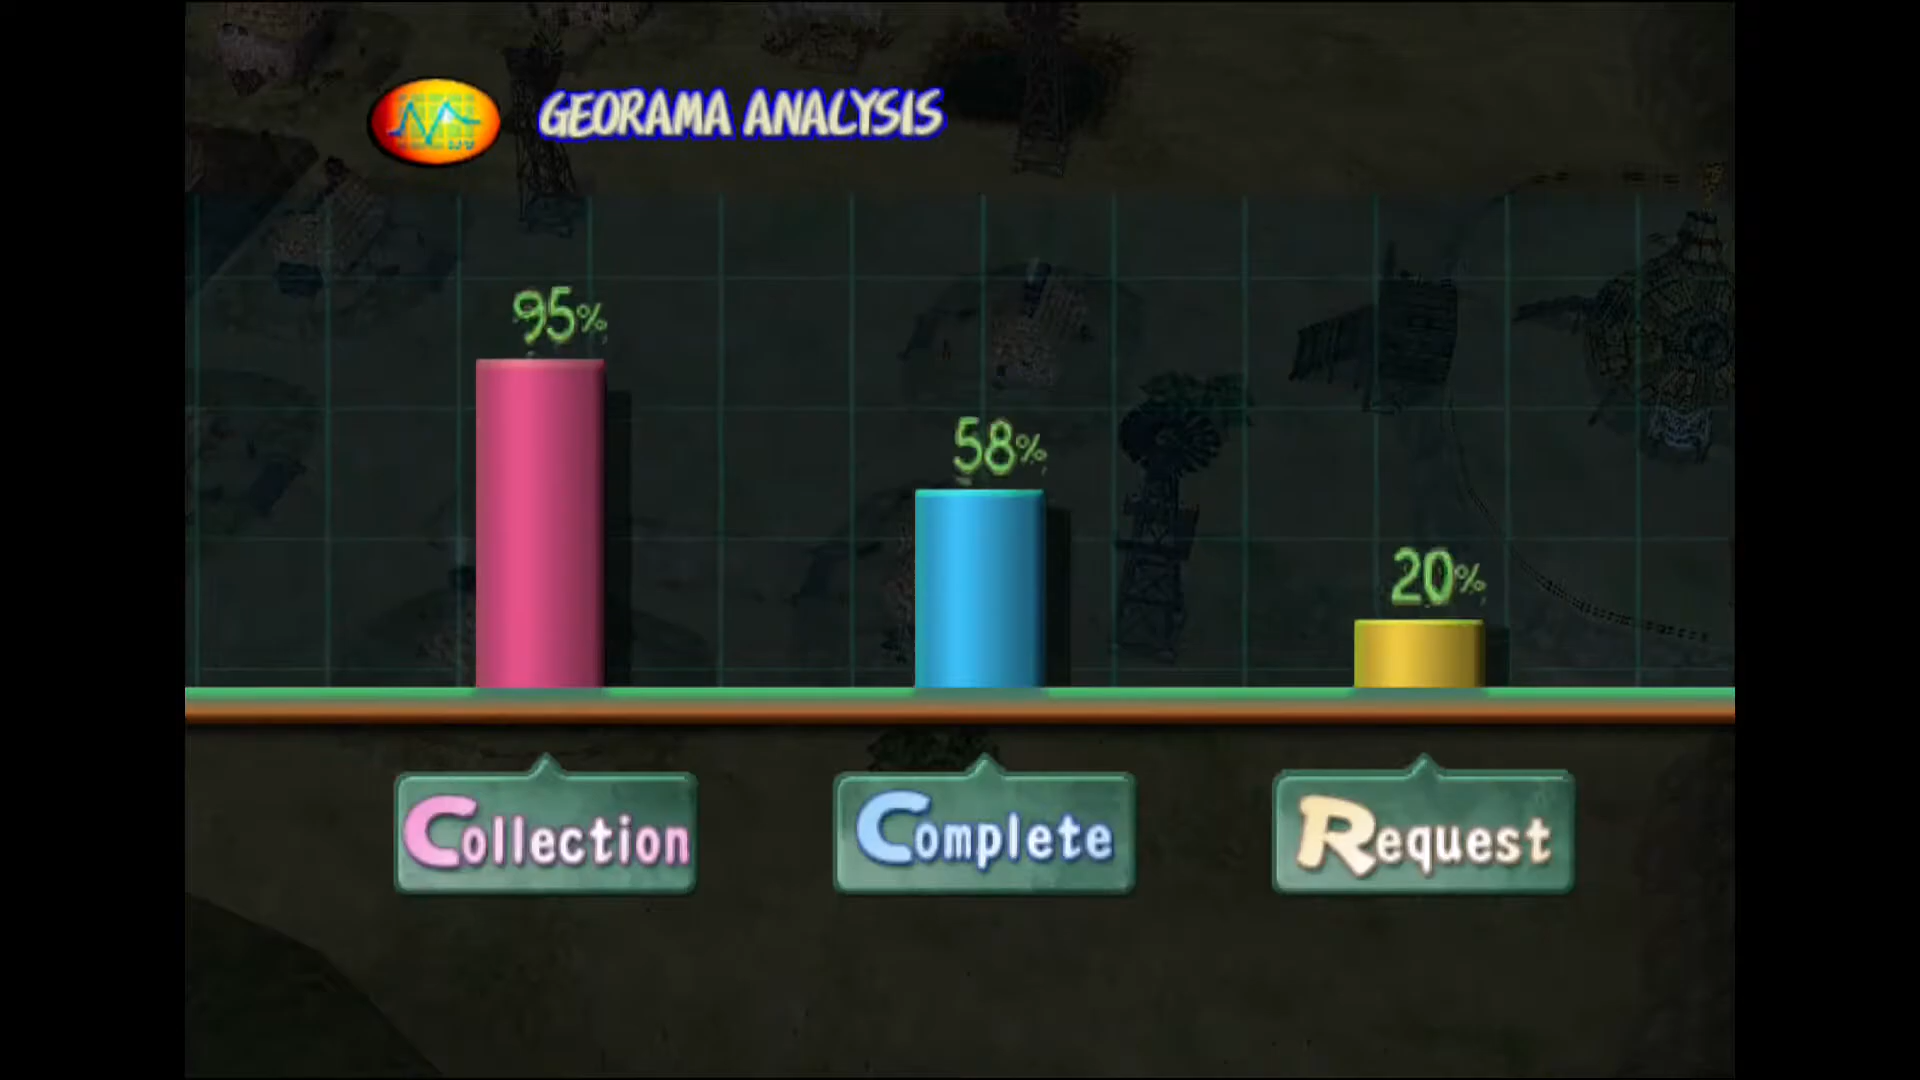 GEORAMA ANALYSIS
95%
58%
20%
Collection
Complete
Request